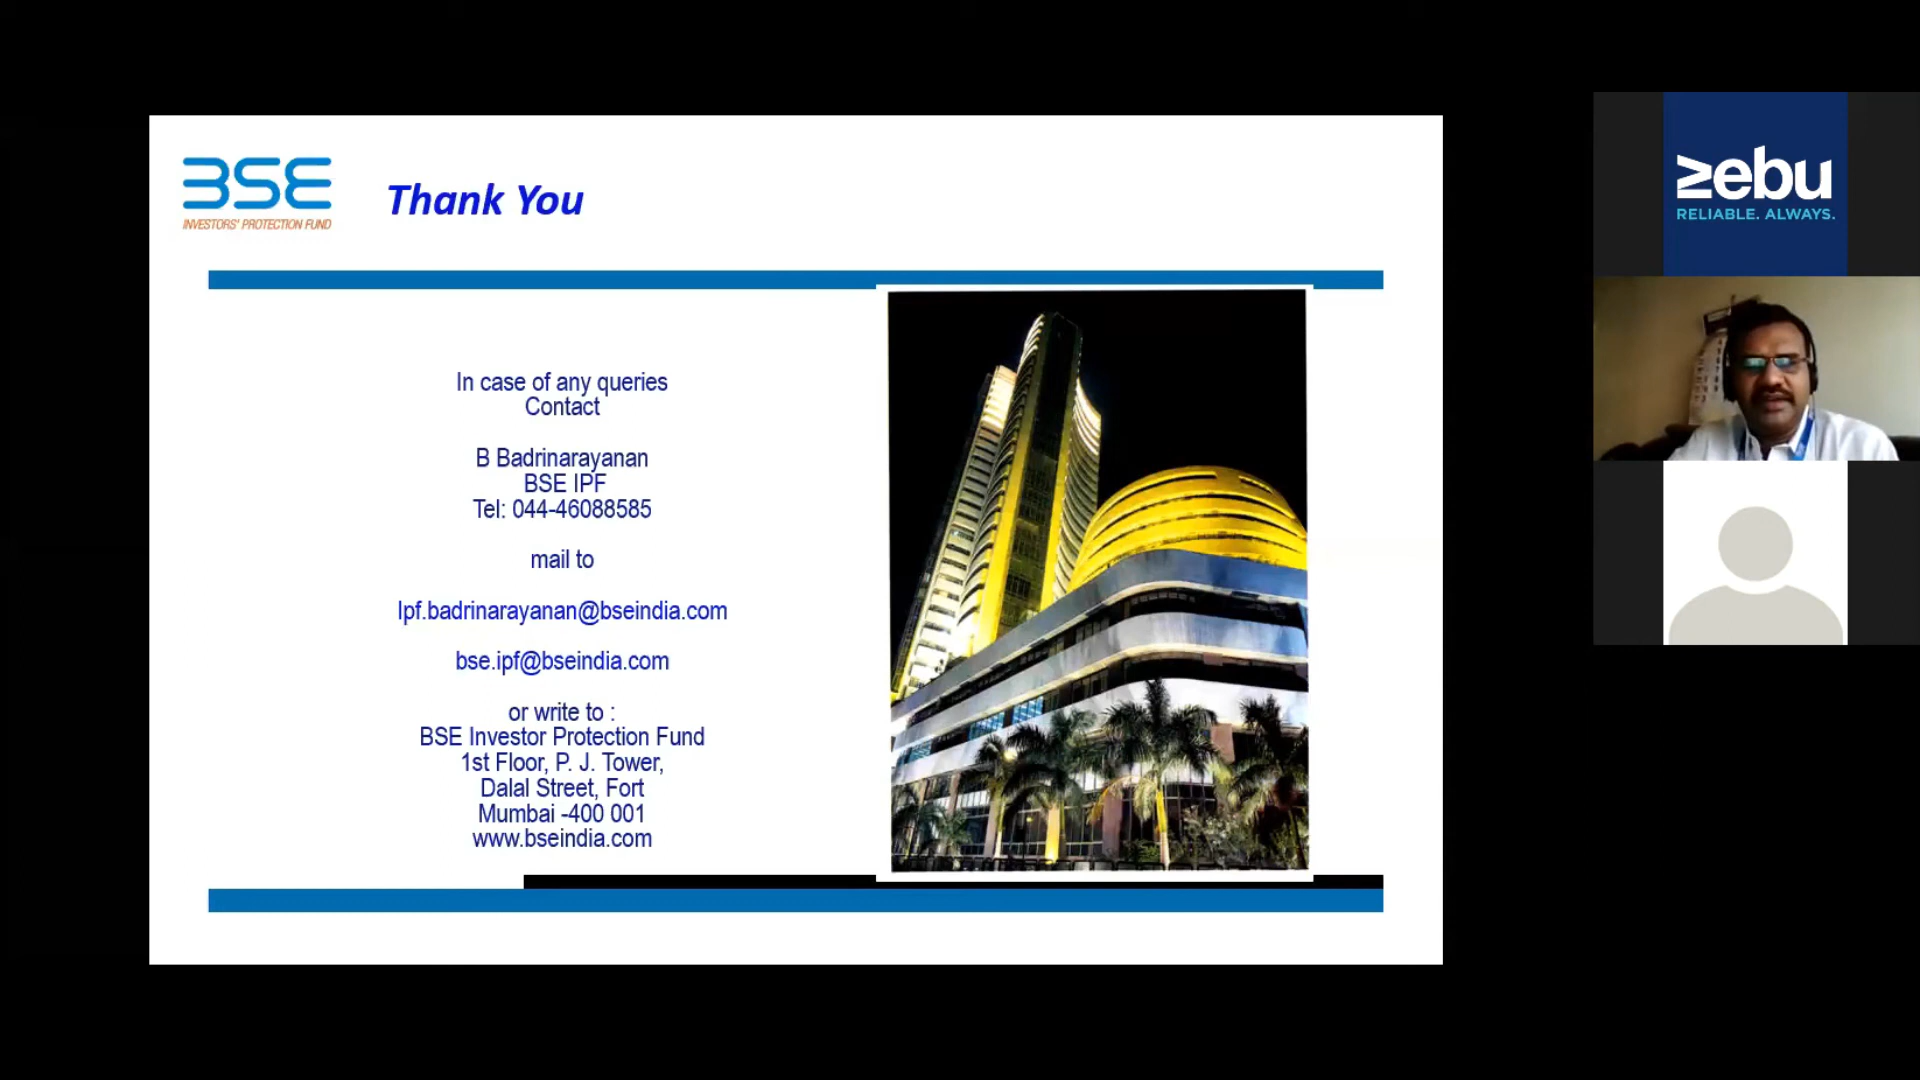 BSE
INVESTORS' PROTECTION FUND
Thank You
In case of any queries
Contact
B Badrinarayanan
BSE IPF
Tel: 044-46088585
mail to
Ipf.badrinarayanan@bseindia.com
bse.ipf@bseindia.com
or write to :
BSE Investor Protection Fund
1st Floor, P. J. Tower,
Dalal Street, Fort
Mumbai -400 001
www.bseindia.com
zebu
RELIABLE. ALWAYS.